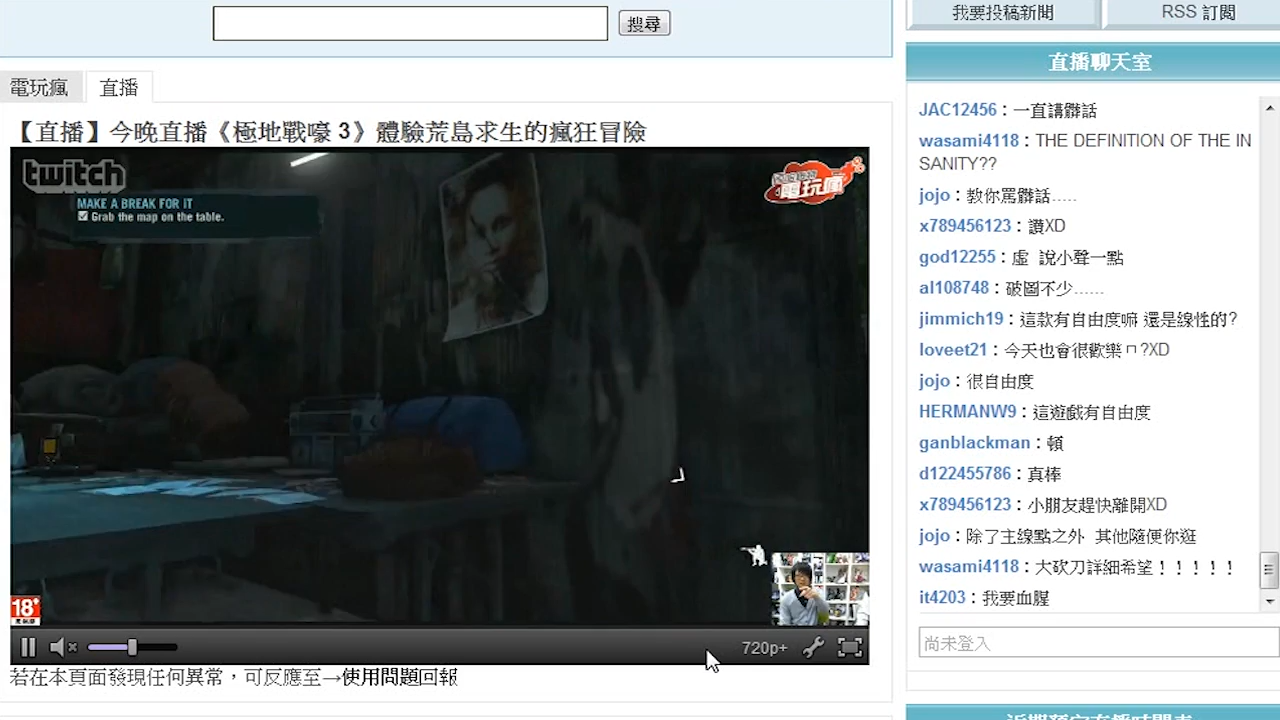 搜尋
我要投稿新聞
RSS 訂閱
電玩瘋
直播
【直播】今晚直播《極地戰嚎 3》體驗荒島求生的瘋狂冒險
twitch
電玩瘋
MAKE A BREAK FOR IT
Grab the map on the table.
18+
720p+
若在本頁面發現任何異常，可反應至→使用問題回報
直播聊天室
JAC12456：一直講髒話
wasami4118：THE DEFINITION OF THE IN
SANITY??
jojo：教你罵髒話.....
x789456123：讚XD
god12255：虛 說小聲一點
al108748：破圖不少......
jimmich19：這款有自由度嘛 還是線性的?
loveet21：今天也會很歡樂ㄇ?XD
jojo：很自由度
HERMANW9：這遊戲有自由度
ganblackman：頓
d122455786：真棒
x789456123：小朋友趕快離開XD
jojo：除了主線點之外 其他隨便你逛
wasami4118：大砍刀詳細希望！！！！！
it4203：我要血腥
尚未登入